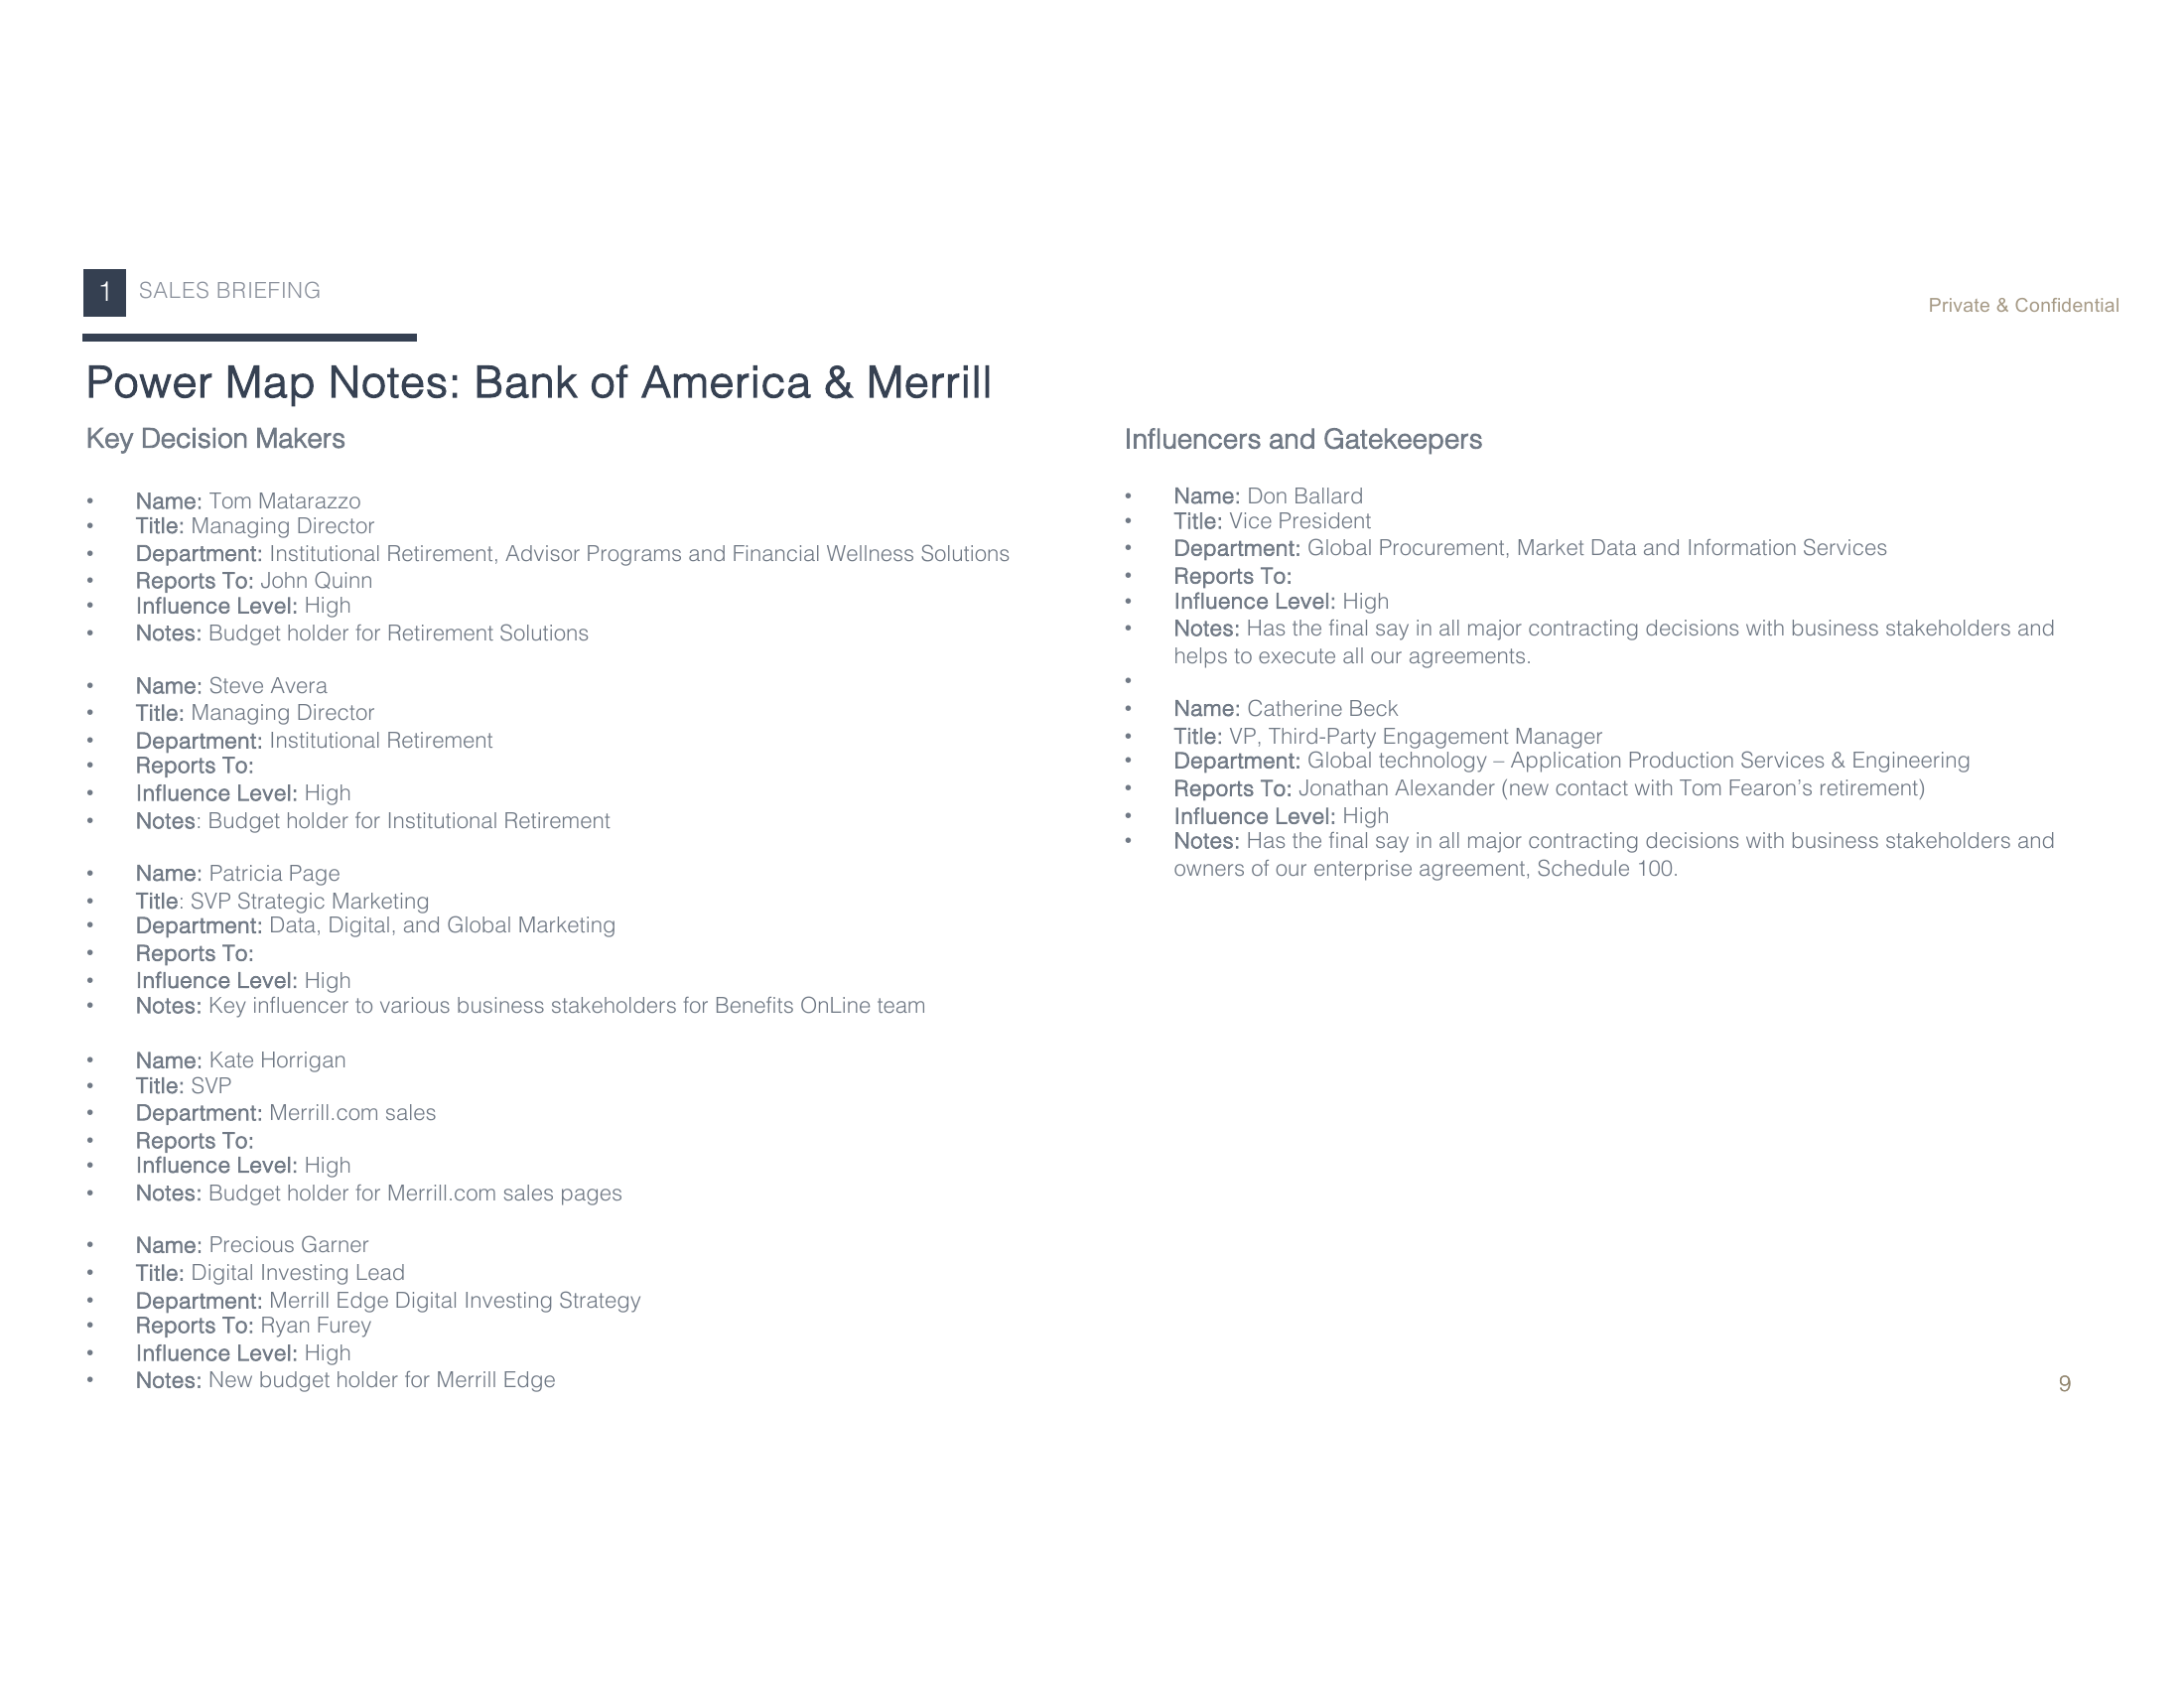 1 SALES BRIEFING
Private & Confidential
Power Map Notes: Bank of America & Merrill
Key Decision Makers
• Name: Tom Matarazzo
• Title: Managing Director
• Department: Institutional Retirement, Advisor Programs and Financial Wellness Solutions
• Reports To: John Quinn
• Influence Level: High
• Notes: Budget holder for Retirement Solutions
• Name: Steve Avera
• Title: Managing Director
• Department: Institutional Retirement
• Reports To:
• Influence Level: High
• Notes: Budget holder for Institutional Retirement
• Name: Patricia Page
• Title: SVP Strategic Marketing
• Department: Data, Digital, and Global Marketing
• Reports To:
• Influence Level: High
• Notes: Key influencer to various business stakeholders for Benefits OnLine team
• Name: Kate Horrigan
• Title: SVP
• Department: Merrill.com sales
• Reports To:
• Influence Level: High
• Notes: Budget holder for Merrill.com sales pages
• Name: Precious Garner
• Title: Digital Investing Lead
• Department: Merrill Edge Digital Investing Strategy
• Reports To: Ryan Furey
• Influence Level: High
• Notes: New budget holder for Merrill Edge
Influencers and Gatekeepers
• Name: Don Ballard
• Title: Vice President
• Department: Global Procurement, Market Data and Information Services
• Reports To:
• Influence Level: High
• Notes: Has the final say in all major contracting decisions with business stakeholders and
helps to execute all our agreements.
•
• Name: Catherine Beck
• Title: VP, Third-Party Engagement Manager
• Department: Global technology – Application Production Services & Engineering
• Reports To: Jonathan Alexander (new contact with Tom Fearon’s retirement)
• Influence Level: High
• Notes: Has the final say in all major contracting decisions with business stakeholders and
owners of our enterprise agreement, Schedule 100.
9